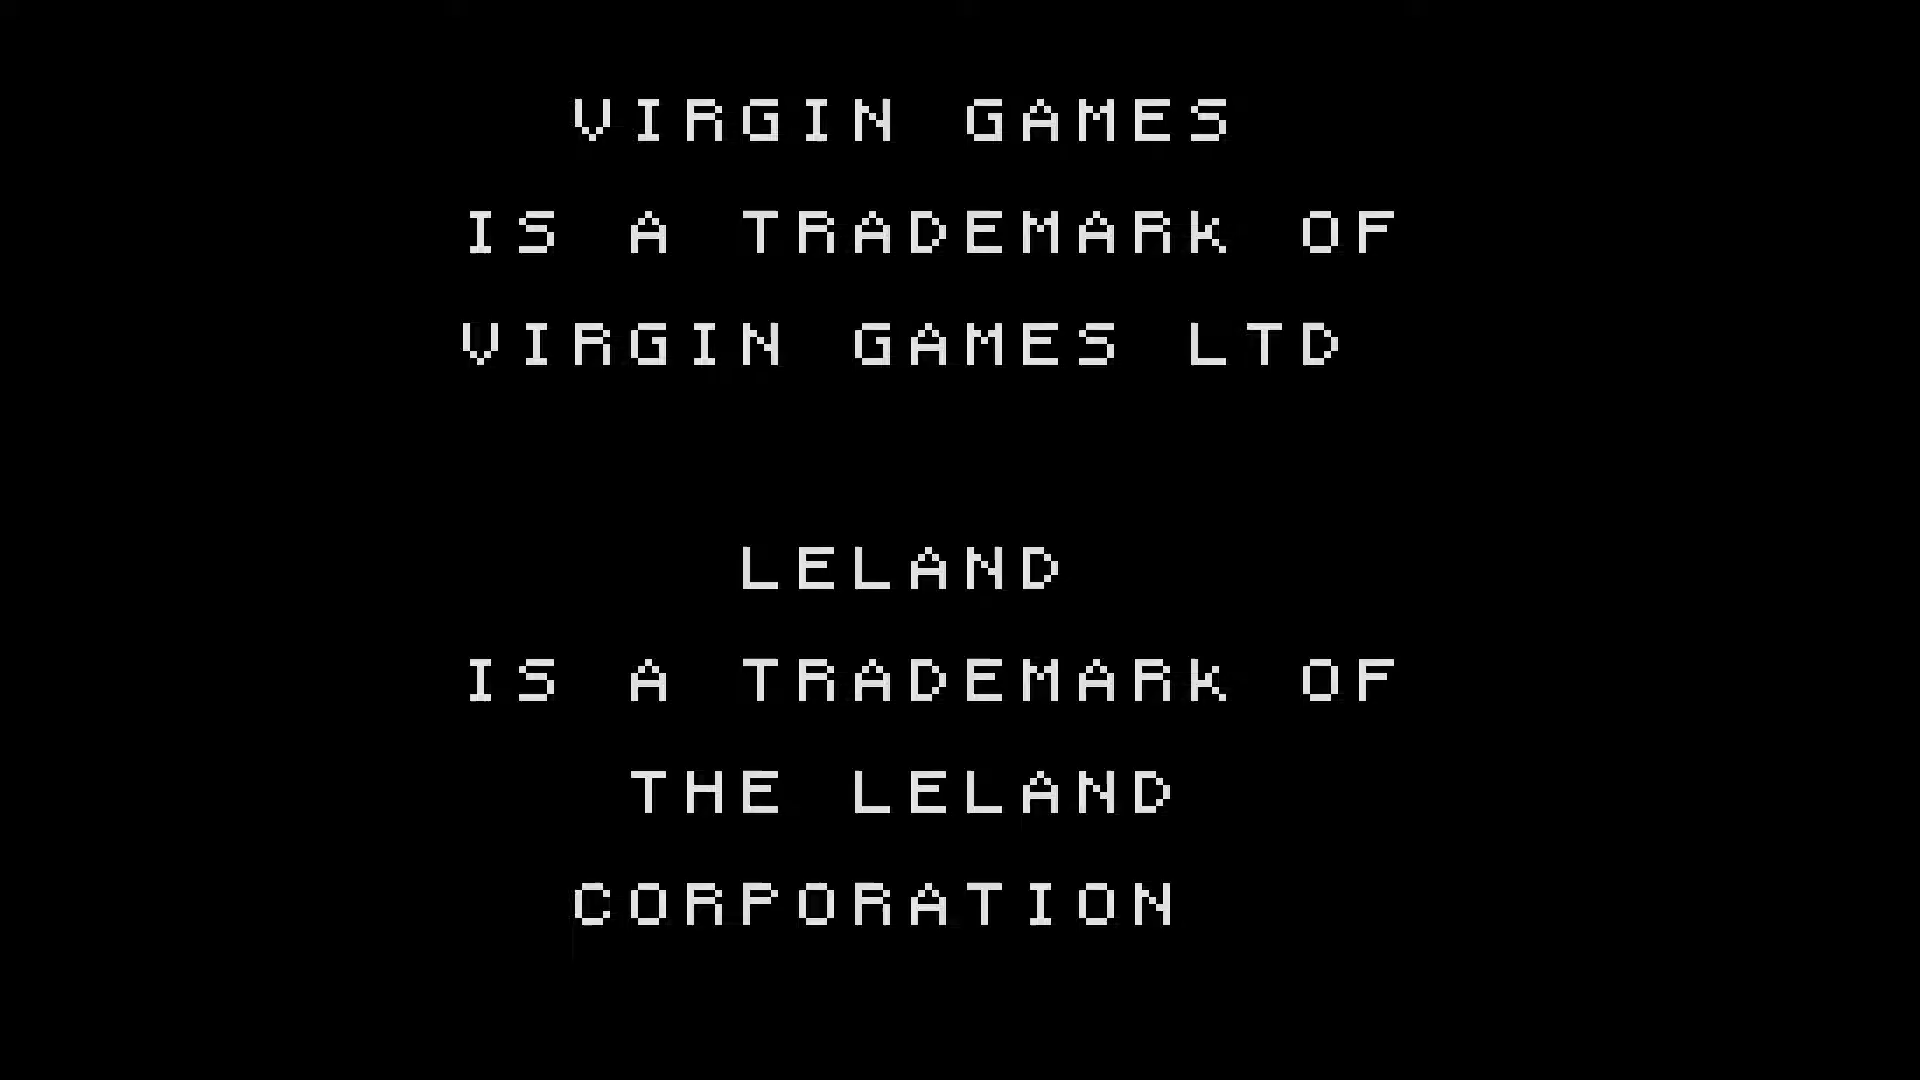 VIRGIN GAMES
IS A TRADEMARK OF
VIRGIN GAMES LTD
LELAND
IS A TRADEMARK OF
THE LELAND
CORPORATION